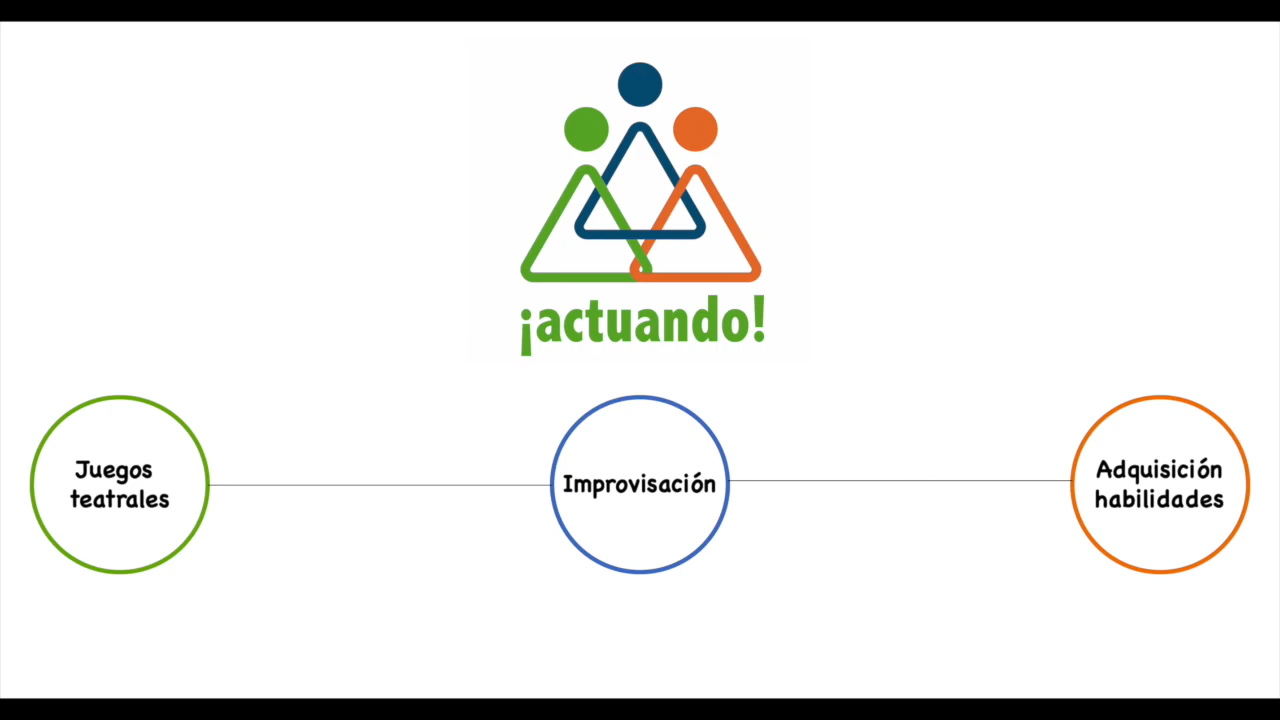 ¡actuando!
Juegos
teatrales
Improvisación
Adquisición
habilidades